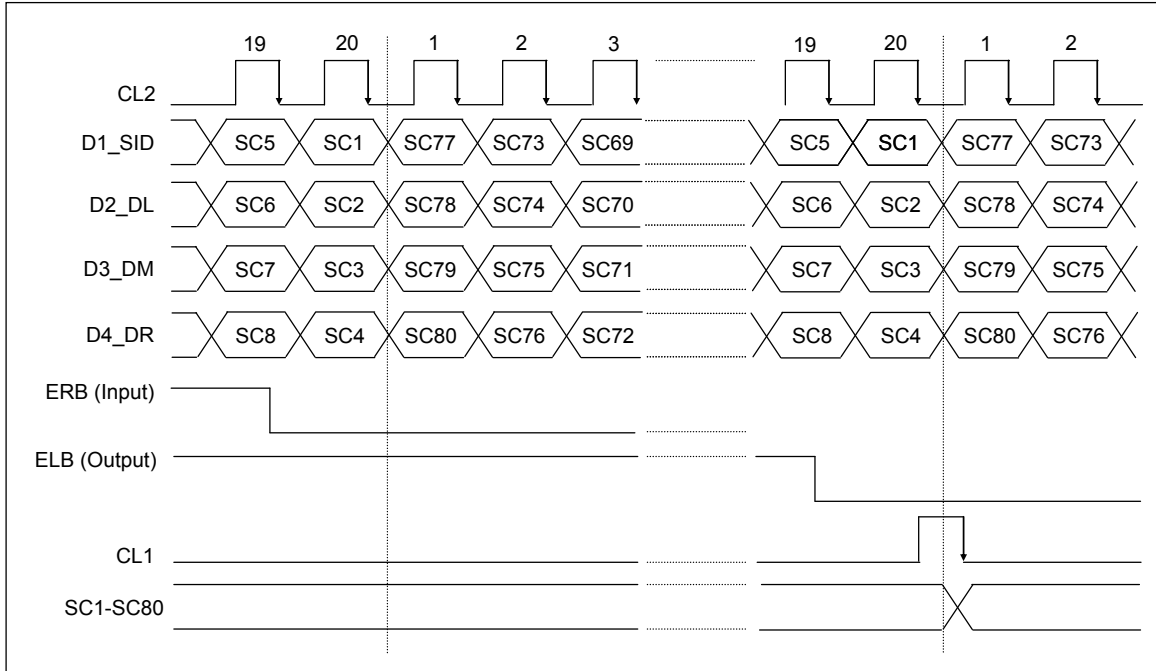 19 20 1 2 3 19 20 1 2
CL2
D1_SID SC5 SC1 SC77 SC73 SC69 SC5 SC1 SC77 SC73
D2_DL SC6 SC2 SC78 SC74 SC70 SC6 SC2 SC78 SC74
D3_DM SC7 SC3 SC79 SC75 SC71 SC7 SC3 SC79 SC75
D4_DR SC8 SC4 SC80 SC76 SC72 SC8 SC4 SC80 SC76
ERB (Input)
ELB (Output)
CL1
SC1-SC80